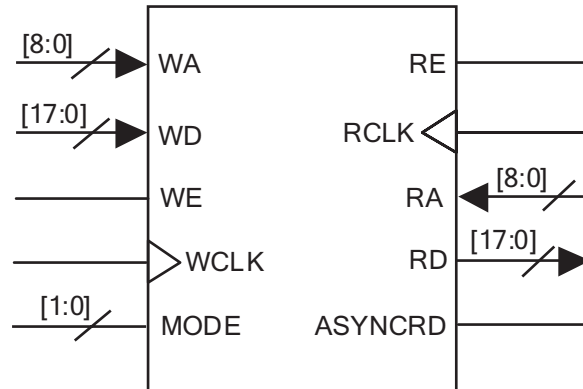 [8:0]
WA
RE
[17:0]
WD
RCLK
WE
RA
[8:0]
WCLK
RD
[17:0]
[1:0]
MODE
ASYNCRD